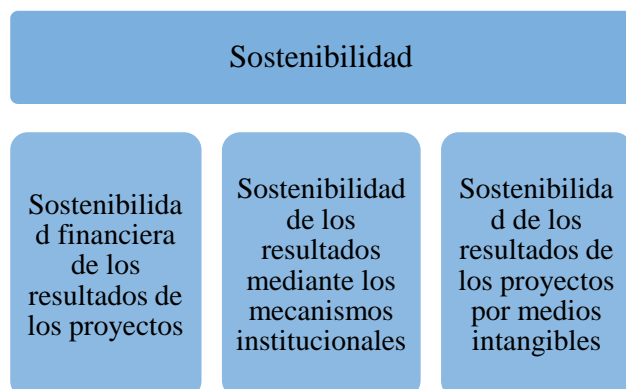 Sostenibilidad
Sostenibilida
d financiera
de los
resultados de
los proyectos
Sostenibilidad
de los
resultados
mediante los
mecanismos
institucionales
Sostenibilida
d de los
resultados de
los proyectos
por medios
intangibles